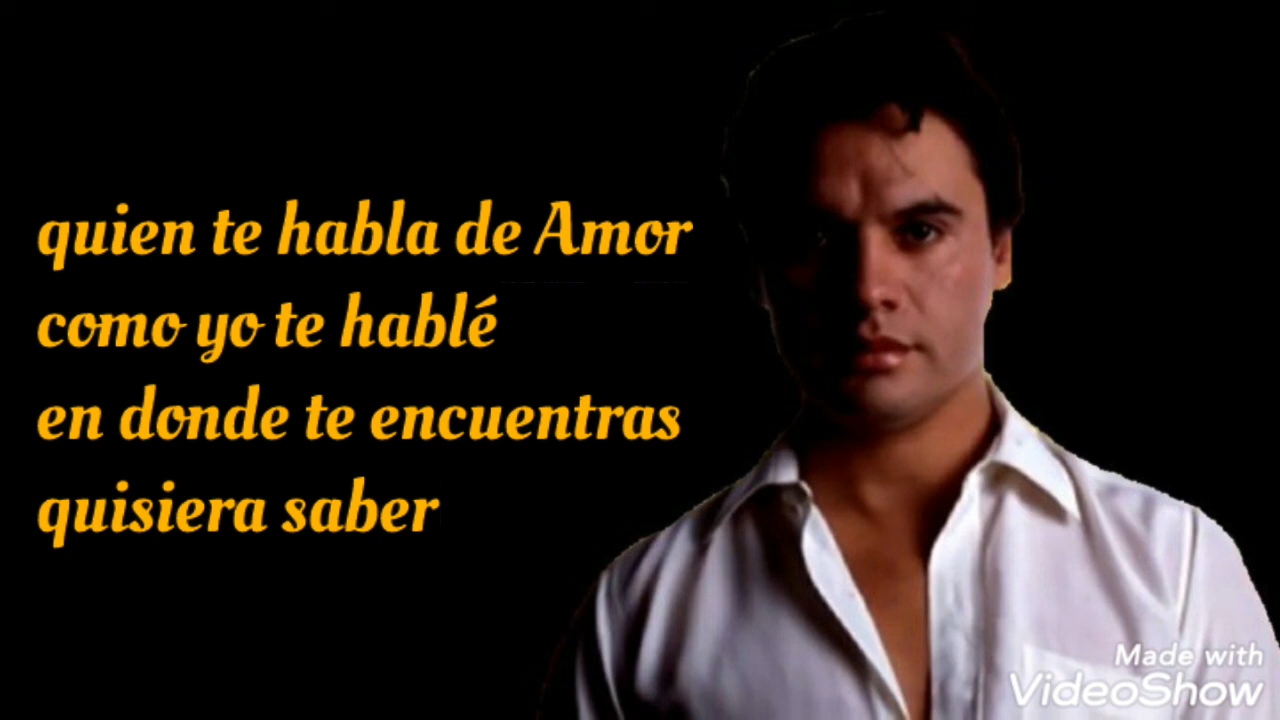 quien te habla de Amor
como yo te hablé
en donde te encuentras
quisiera saber
Made with
VideoShow